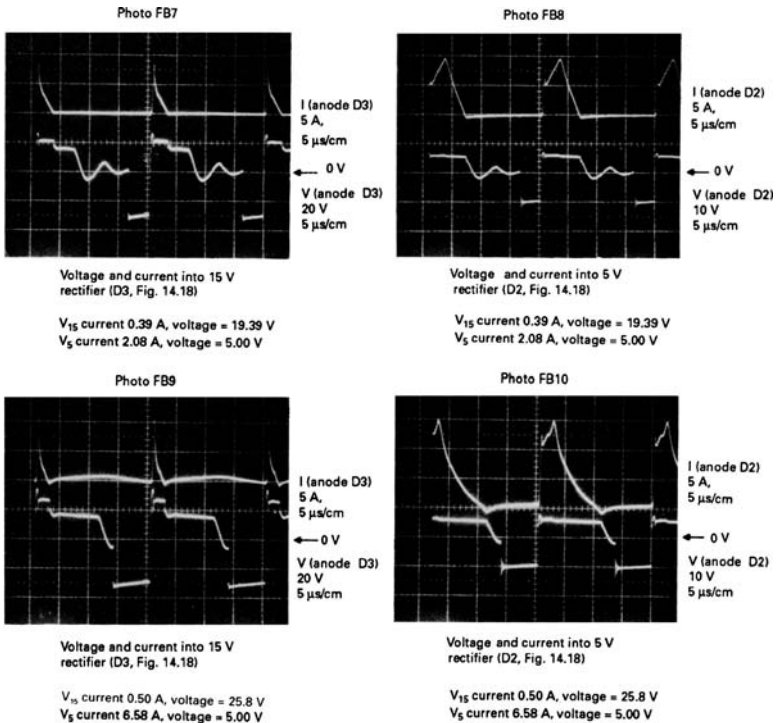 Photo FB7
I (anode D3)
5 A,
5 μs/cm
0 V
V (anode D3)
20 V
5 μs/cm
Voltage and current into 15 V
rectifier (D3, Fig. 14.18)
V15 current 0.39 A, voltage = 19.39 V
V5 current 2.08 A, voltage = 5.00 V
Photo FB8
I (anode D2)
5 A,
5 μs/cm
0 V
V (anode D2)
10 V
5 μs/cm
Voltage and current into 5 V
rectifier (D2, Fig. 14.18)
V15 current 0.39 A, voltage = 19.39 V
V5 current 2.08 A, voltage = 5.00 V
Photo FB9
I (anode D3)
5 A,
5 μs/cm
0 V
V (anode D3)
20 V
5 μs/cm
Voltage and current into 15 V
rectifier (D3, Fig. 14.18)
V15 current 0.50 A, voltage = 25.8 V
V5 current 6.58 A, voltage = 5.00 V
Photo FB10
I (anode D2)
5 A,
5 μs/cm
0 V
V (anode D2)
10 V
5 μs/cm
Voltage and current into 5 V
rectifier (D2, Fig. 14.18)
V15 current 0.50 A, voltage = 25.8 V
V5 current 6.58 A, voltage = 5.00 V